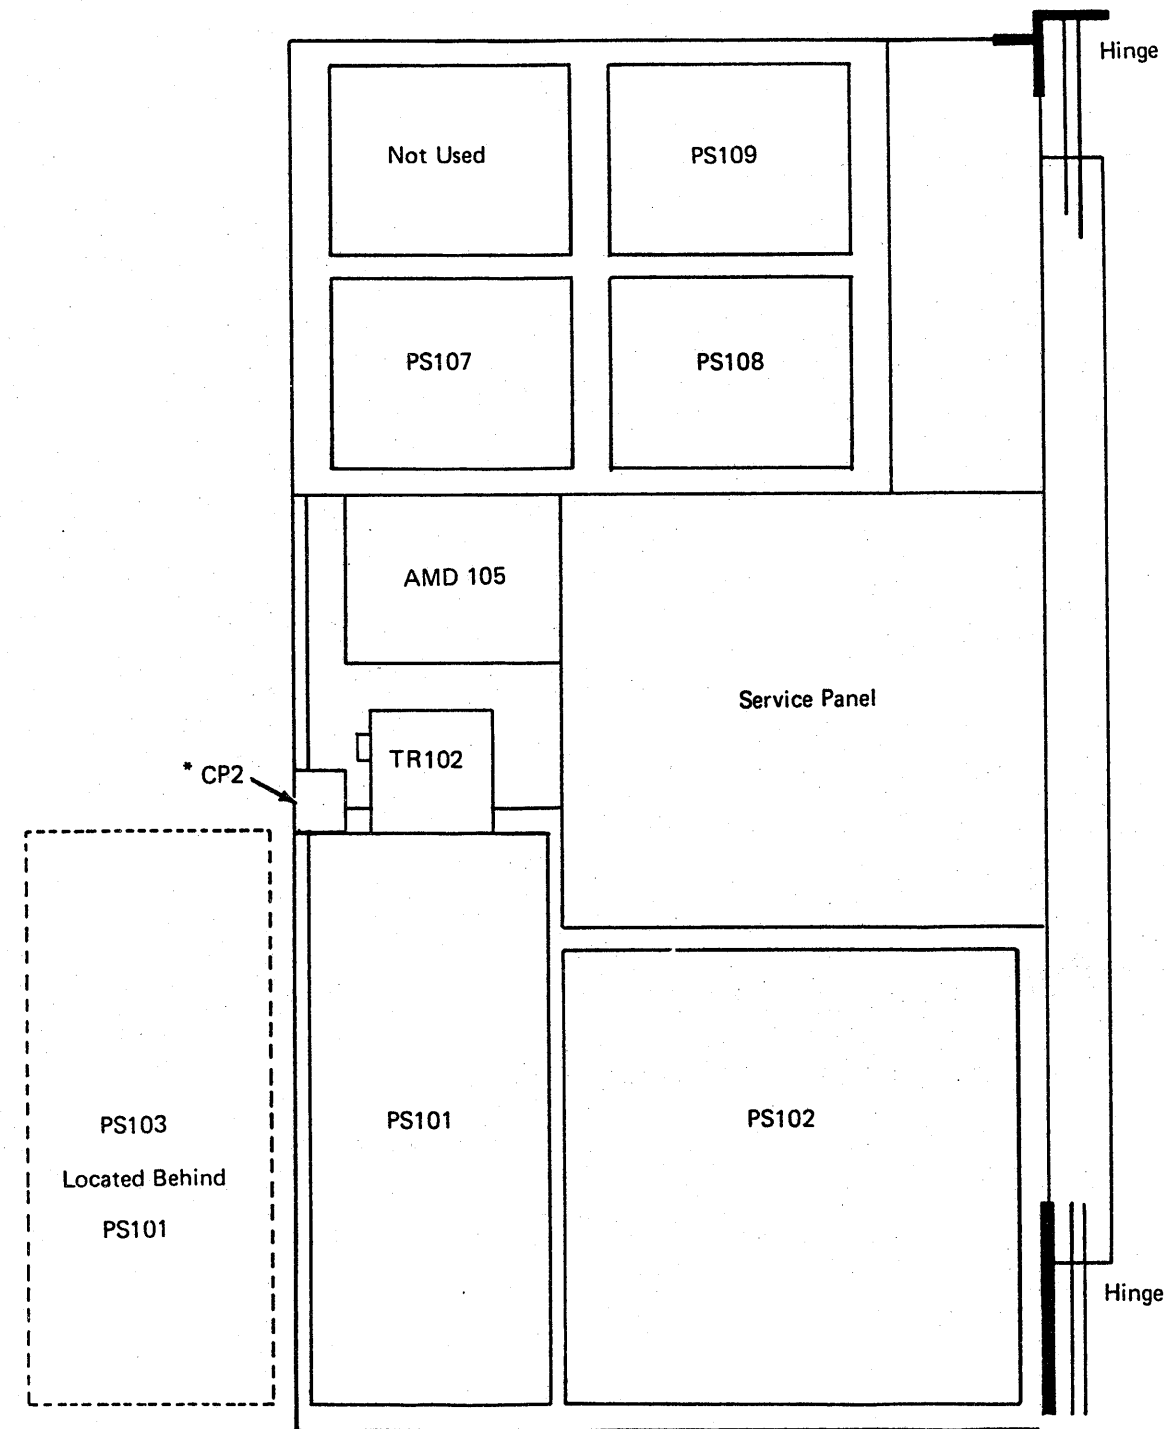 Hinge
Not Used
PS109
PS107
PS108
AMD 105
Service Panel
TR102
* CP2
PS103
Located Behind
PS101
PS101
PS102
Hinge